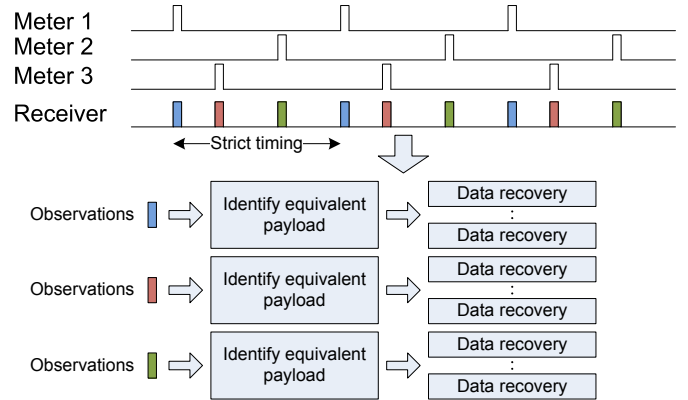 Meter 1
Meter 2
Meter 3
Receiver
Strict timing
Observations
Identify equivalent
payload
Data recovery
:
Data recovery
Observations
Identify equivalent
payload
Data recovery
:
Data recovery
Observations
Identify equivalent
payload
Data recovery
:
Data recovery